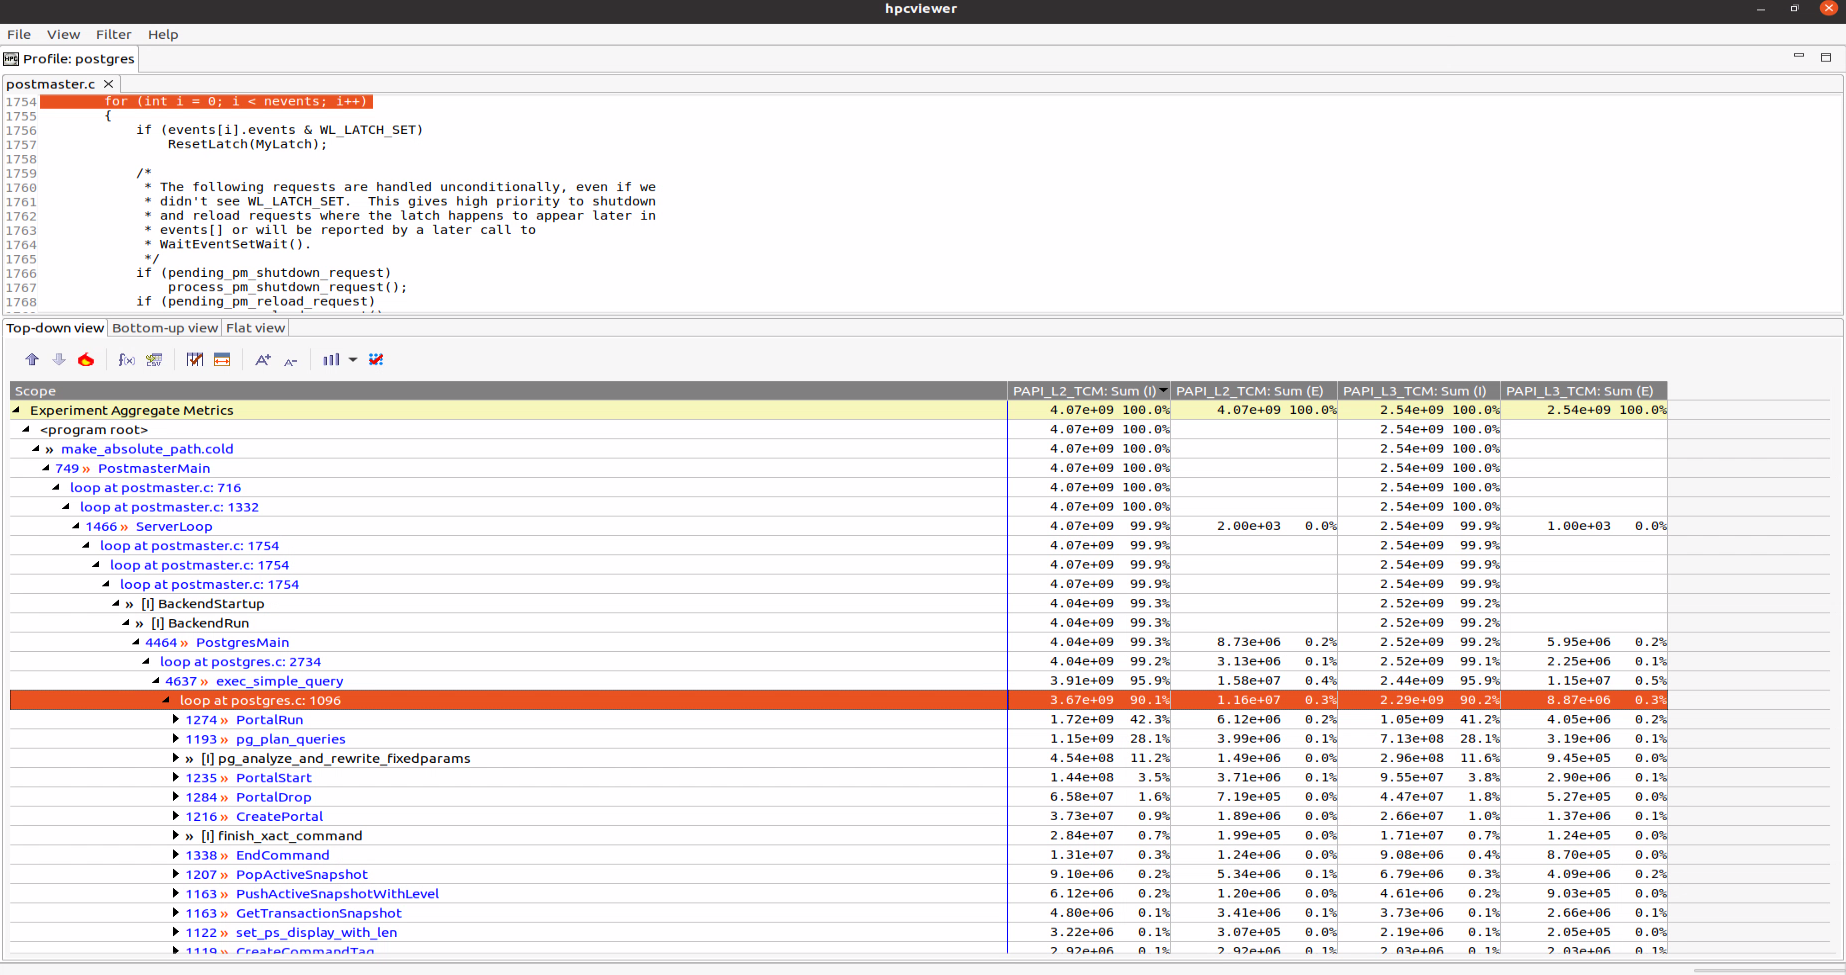 hpcviewer
File View Filter Help
Profile: postgres
postmaster.c
1754 for (int i = 0; i < nevents; i++)
1755 {
1756 if (events[i].events & WL_LATCH_SET)
1757 ResetLatch(MyLatch);
1758
1759 /*
1760 * The following requests are handled unconditionally, even if we
1761 * didn't see WL_LATCH_SET.  This gives high priority to shutdown
1762 * and reload requests where the latch happens to appear later in
1763 * events[] or will be reported by a later call to
1764 * WaitEventSetWait().
1765 */
1766 if (pending_pm_shutdown_request)
1767 process_pm_shutdown_request();
1768 if (pending_pm_reload_request)
Top-down view Bottom-up view Flat view
Scope PAPI_L2_TCM: Sum (I) PAPI_L2_TCM: Sum (E) PAPI_L3_TCM: Sum (I) PAPI_L3_TCM: Sum (E)
Experiment Aggregate Metrics 4.07e+09 100.0% 4.07e+09 100.0% 2.54e+09 100.0% 2.54e+09 100.0%
<program root> 4.07e+09 100.0% 2.54e+09 100.0%
» make_absolute_path.cold 4.07e+09 100.0% 2.54e+09 100.0%
749 » PostmasterMain 4.07e+09 100.0% 2.54e+09 100.0%
loop at postmaster.c: 716 4.07e+09 100.0% 2.54e+09 100.0%
loop at postmaster.c: 1332 4.07e+09 100.0% 2.54e+09 100.0%
1466 » ServerLoop 4.07e+09 99.9% 2.00e+03 0.0% 2.54e+09 99.9% 1.00e+03 0.0%
loop at postmaster.c: 1754 4.07e+09 99.9% 2.54e+09 99.9%
loop at postmaster.c: 1754 4.07e+09 99.9% 2.54e+09 99.9%
loop at postmaster.c: 1754 4.07e+09 99.9% 2.54e+09 99.9%
» [I] BackendStartup 4.04e+09 99.3% 2.52e+09 99.2%
» [I] BackendRun 4.04e+09 99.3% 2.52e+09 99.2%
4464 » PostgresMain 4.04e+09 99.3% 8.73e+06 0.2% 2.52e+09 99.2% 5.95e+06 0.2%
loop at postgres.c: 2734 4.04e+09 99.2% 3.13e+06 0.1% 2.52e+09 99.1% 2.25e+06 0.1%
4637 » exec_simple_query 3.91e+09 95.9% 1.58e+07 0.4% 2.44e+09 95.9% 1.15e+07 0.5%
loop at postgres.c: 1096 3.67e+09 90.1% 1.16e+07 0.3% 2.29e+09 90.2% 8.87e+06 0.3%
1274 » PortalRun 1.72e+09 42.3% 6.12e+06 0.2% 1.05e+09 41.2% 4.05e+06 0.2%
1193 » pg_plan_queries 1.15e+09 28.1% 3.99e+06 0.1% 7.13e+08 28.1% 3.19e+06 0.1%
» [I] pg_analyze_and_rewrite_fixedparams 4.54e+08 11.2% 1.49e+06 0.0% 2.96e+08 11.6% 9.45e+05 0.0%
1235 » PortalStart 1.44e+08 3.5% 3.71e+06 0.1% 9.55e+07 3.8% 2.90e+06 0.1%
1284 » PortalDrop 6.58e+07 1.6% 7.19e+05 0.0% 4.47e+07 1.8% 5.27e+05 0.0%
1216 » CreatePortal 3.73e+07 0.9% 1.89e+06 0.0% 2.66e+07 1.0% 1.37e+06 0.1%
» [I] finish_xact_command 2.84e+07 0.7% 1.99e+05 0.0% 1.71e+07 0.7% 1.24e+05 0.0%
1338 » EndCommand 1.31e+07 0.3% 1.24e+06 0.0% 9.08e+06 0.4% 8.70e+05 0.0%
1207 » PopActiveSnapshot 9.10e+06 0.2% 5.34e+06 0.1% 6.79e+06 0.3% 4.09e+06 0.2%
1163 » PushActiveSnapshotWithLevel 6.12e+06 0.2% 1.20e+06 0.0% 4.61e+06 0.2% 9.03e+05 0.0%
1163 » GetTransactionSnapshot 4.80e+06 0.1% 3.41e+06 0.1% 3.73e+06 0.1% 2.66e+06 0.1%
1122 » set_ps_display_with_len 3.22e+06 0.1% 3.07e+05 0.0% 2.19e+06 0.1% 2.05e+05 0.0%
1119 » CreateCommandTag 2.92e+06 0.1% 2.92e+06 0.1% 2.03e+06 0.1% 2.03e+06 0.1%